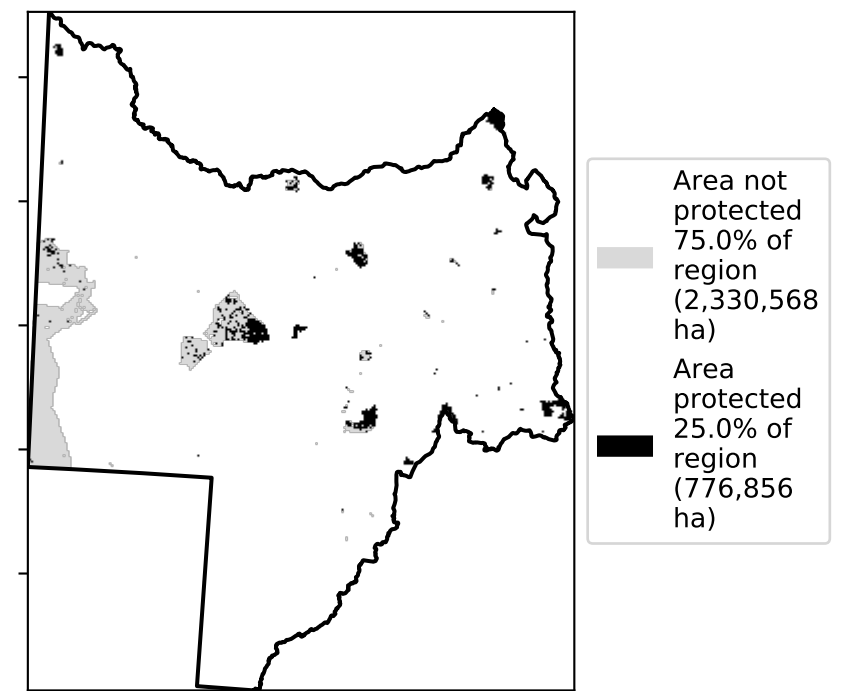 Area not
protected
75.0% of
region
(2,330,568
ha)
Area
protected
25.0% of
region
(776,856
ha)